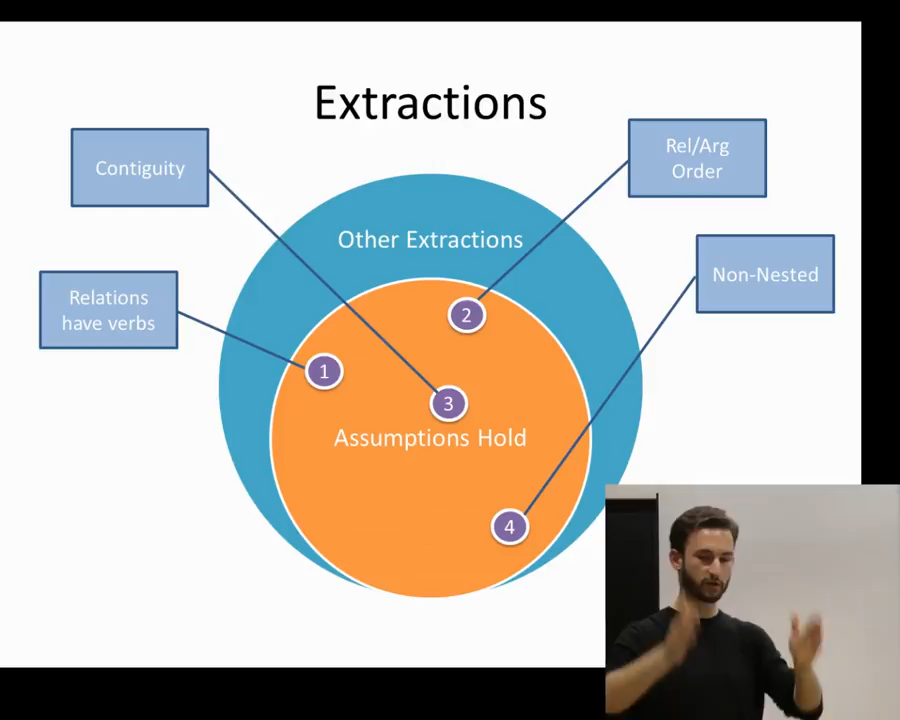 Extractions
Contiguity
Rel/Arg
Order
Other Extractions
Non-Nested
Relations
have verbs
2
1
3
Assumptions Hold
4